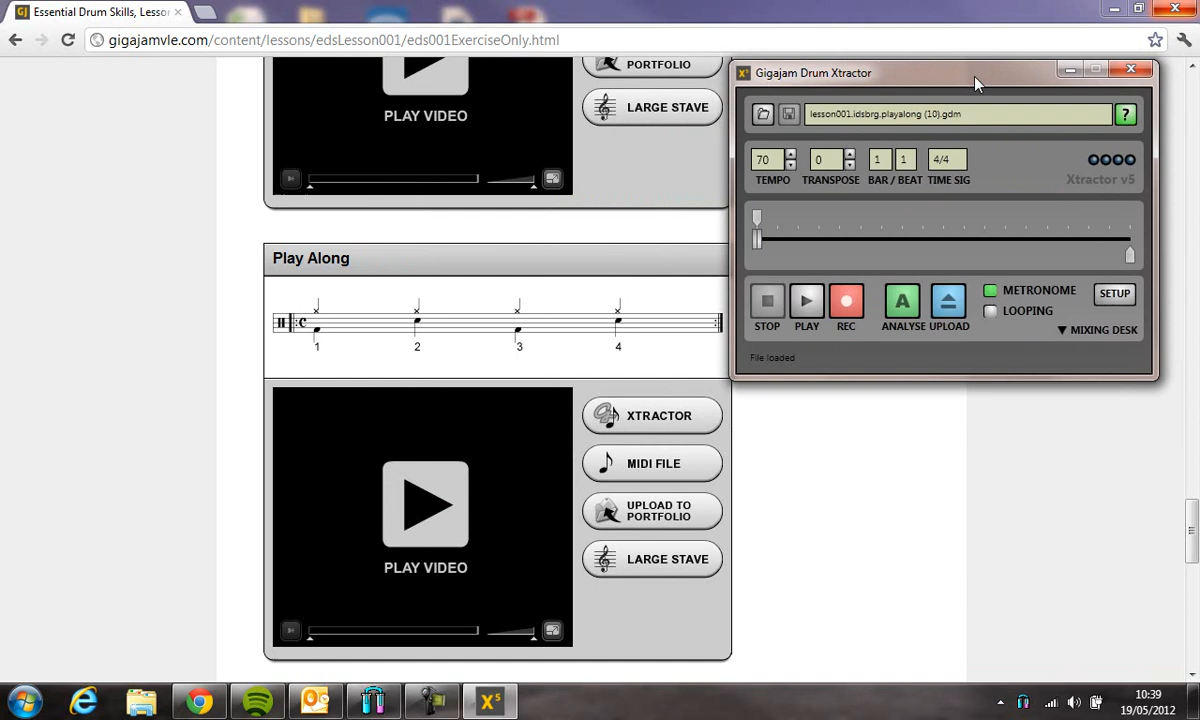 Essential Drum Skills, Lesso
gigajamvle.com/content/lessons/edsLesson001/eds001ExerciseOnly.html
PLAY VIDEO
PORTFOLIO
LARGE STAVE
Play Along
1 2 3 4
PLAY VIDEO
XTRACTOR
MIDI FILE
UPLOAD TO
PORTFOLIO
LARGE STAVE
Gigajam Drum Xtractor
lesson001.idsbrg.playalong (10).gdm
?
70 0 1 1 4/4
TEMPO TRANSPOSE BAR / BEAT TIME SIG
Xtractor v5
METRONOME
LOOPING
SETUP
A
STOP PLAY REC ANALYSE UPLOAD
MIXING DESK
File loaded
X5
10:39
19/05/2012